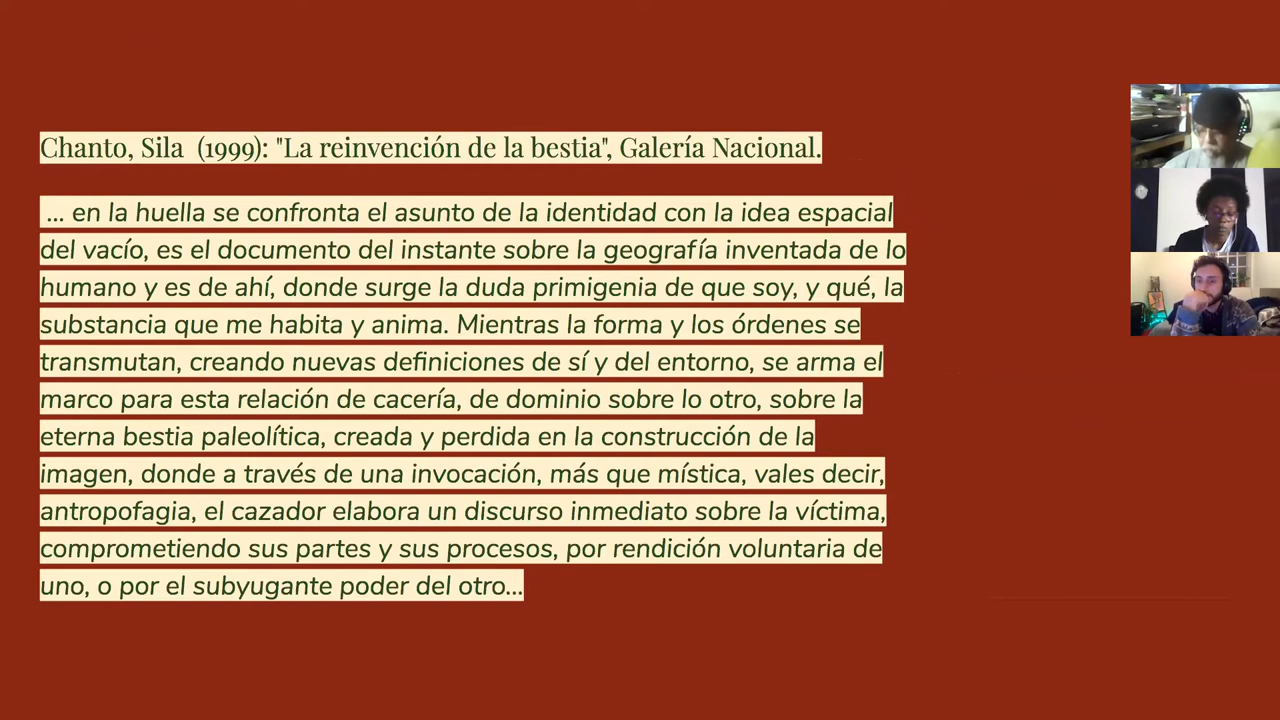 Chanto, Sila (1999): "La reinvención de la bestia", Galería Nacional.
... en la huella se confronta el asunto de la identidad con la idea espacial
del vacío, es el documento del instante sobre la geografía inventada de lo
humano y es de ahí, donde surge la duda primigenia de que soy, y qué, la
substancia que me habita y anima. Mientras la forma y los órdenes se
transmutan, creando nuevas definiciones de sí y del entorno, se arma el
marco para esta relación de cacería, de dominio sobre lo otro, sobre la
eterna bestia paleolítica, creada y perdida en la construcción de la
imagen, donde a través de una invocación, más que mística, vales decir,
antropofagia, el cazador elabora un discurso inmediato sobre la víctima,
comprometiendo sus partes y sus procesos, por rendición voluntaria de
uno, o por el subyugante poder del otro...